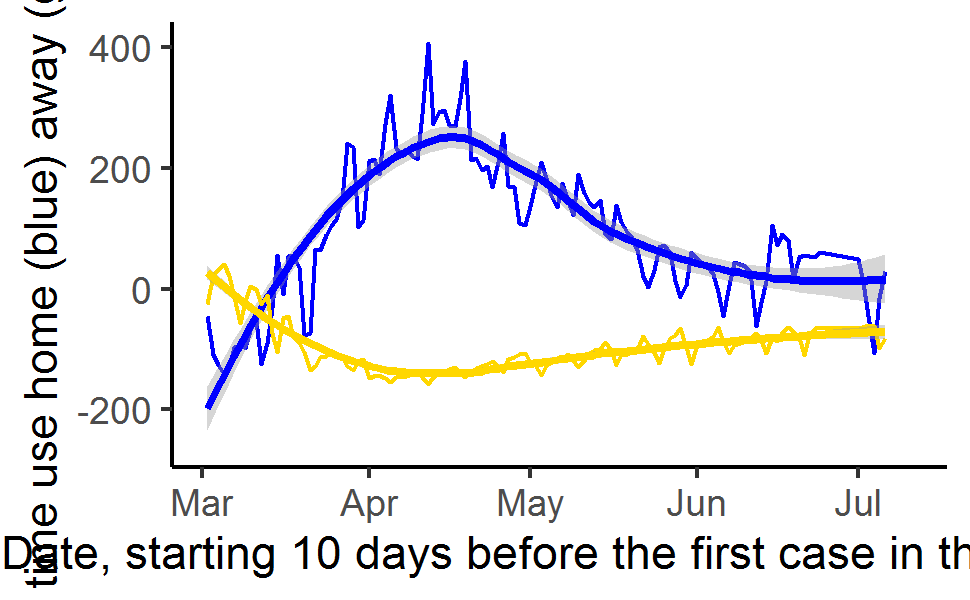 time use home (blue) away (
400
200
0
-200
Mar Apr May Jun Jul
Date, starting 10 days before the first case in th